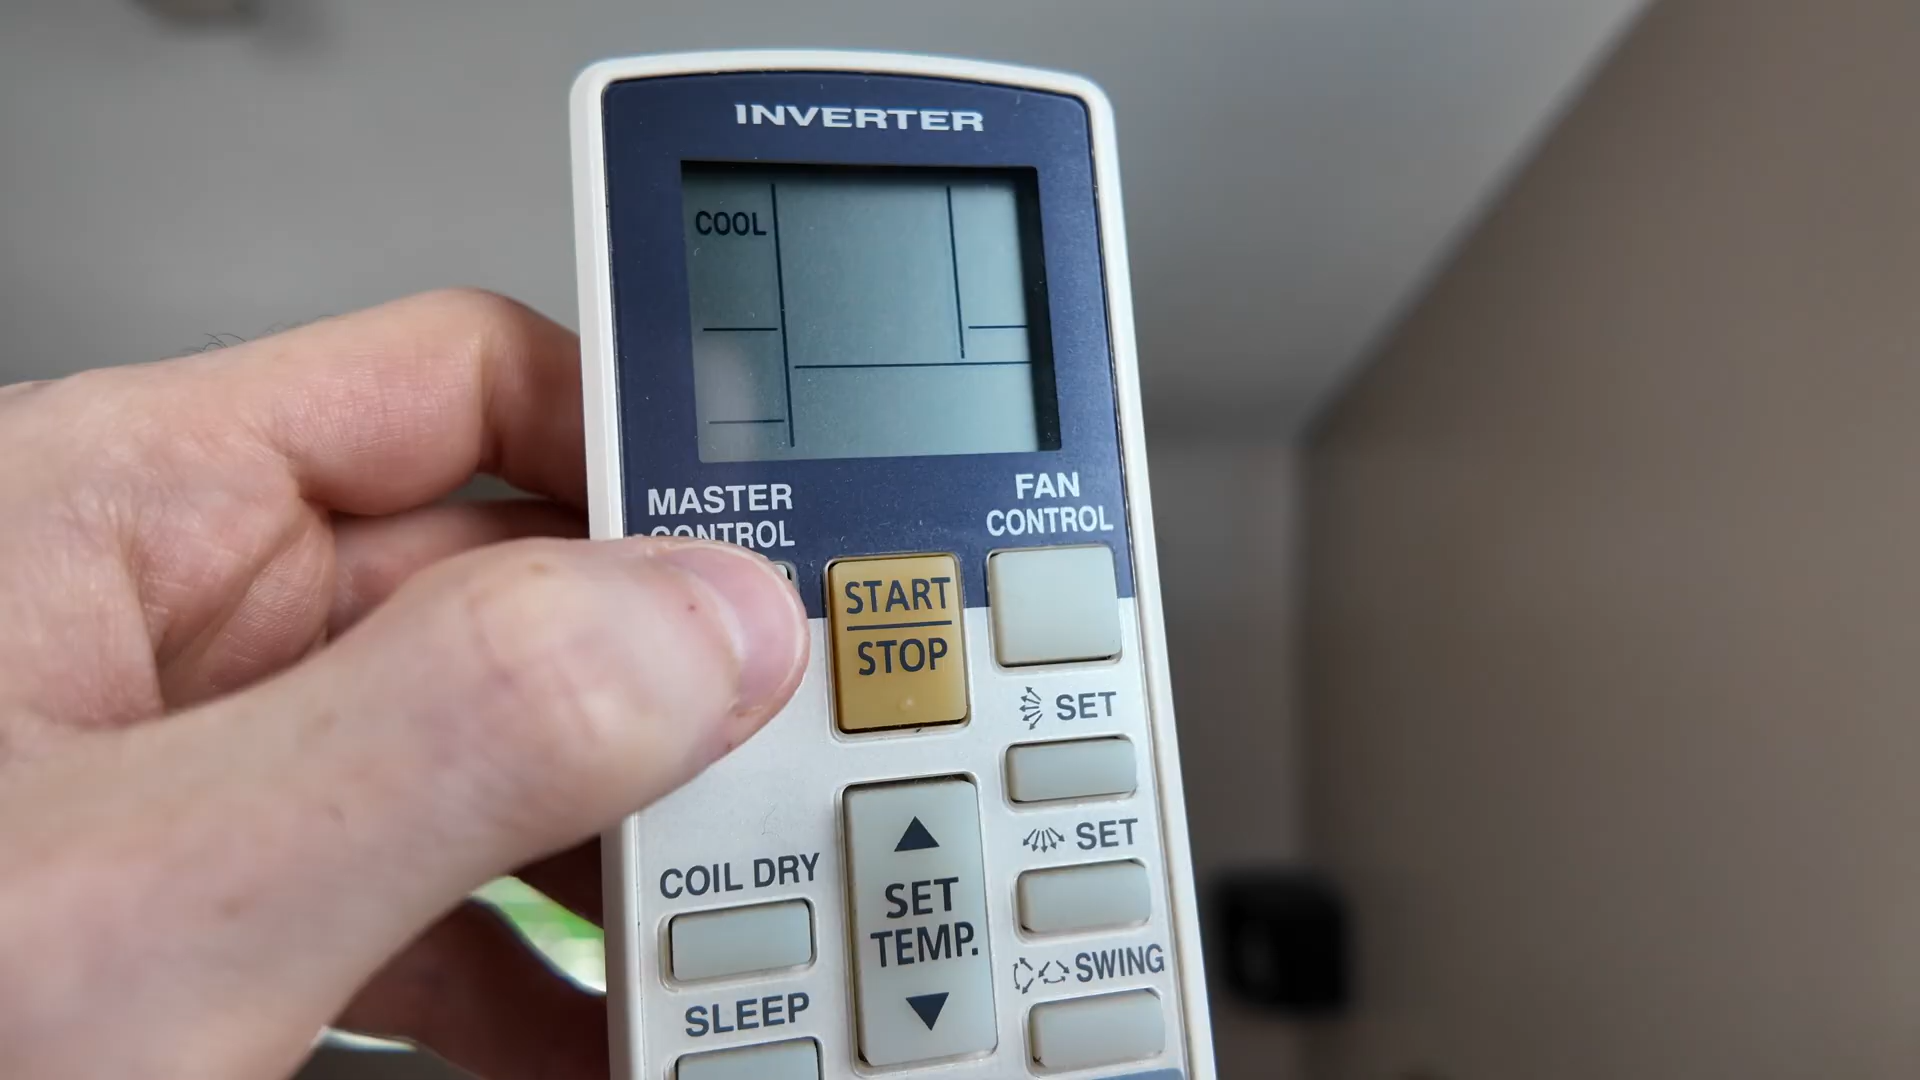 INVERTER
COOL
MASTER
CONTROL
FAN
CONTROL
START
STOP
SET
SET
COIL DRY
SET
TEMP.
SWING
SLEEP